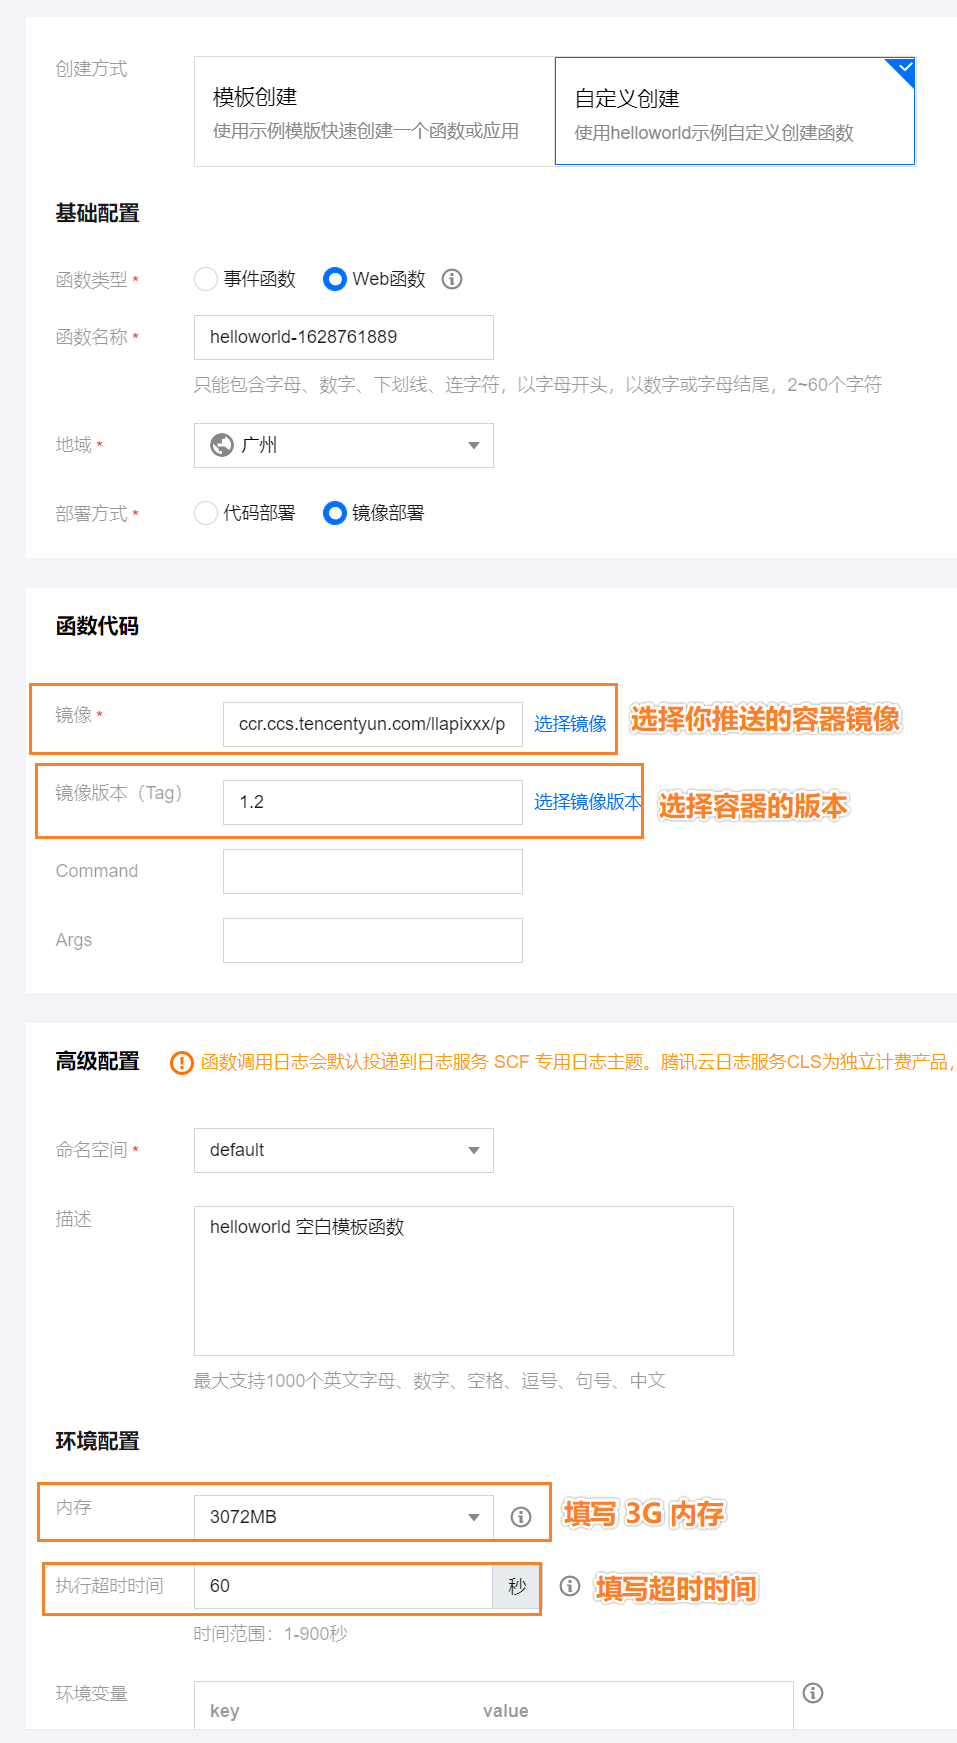 创建方式
模板创建
使用示例模版快速创建一个函数或应用
自定义创建
使用helloworld示例自定义创建函数
基础配置
函数类型 * 事件函数 Web函数
函数名称 * helloworld-1628761889
只能包含字母、数字、下划线、连字符，以字母开头，以数字或字母结尾，2~60个字符
地域 * 广州
部署方式 * 代码部署 镜像部署
函数代码
镜像 * ccr.ccs.tencentyun.com/llapixxx/p 选择镜像 选择你推送的容器镜像
镜像版本（Tag） 1.2 选择镜像版本 选择容器的版本
Command
Args
高级配置 函数调用日志会默认投递到日志服务 SCF 专用日志主题。腾讯云日志服务CLS为独立计费产品，
命名空间 * default
描述 helloworld 空白模板函数
最大支持1000个英文字母、数字、空格、逗号、句号、中文
环境配置
内存 3072MB 填写 3G 内存
执行超时时间 60 秒 填写超时时间
时间范围：1-900秒
环境变量 key value